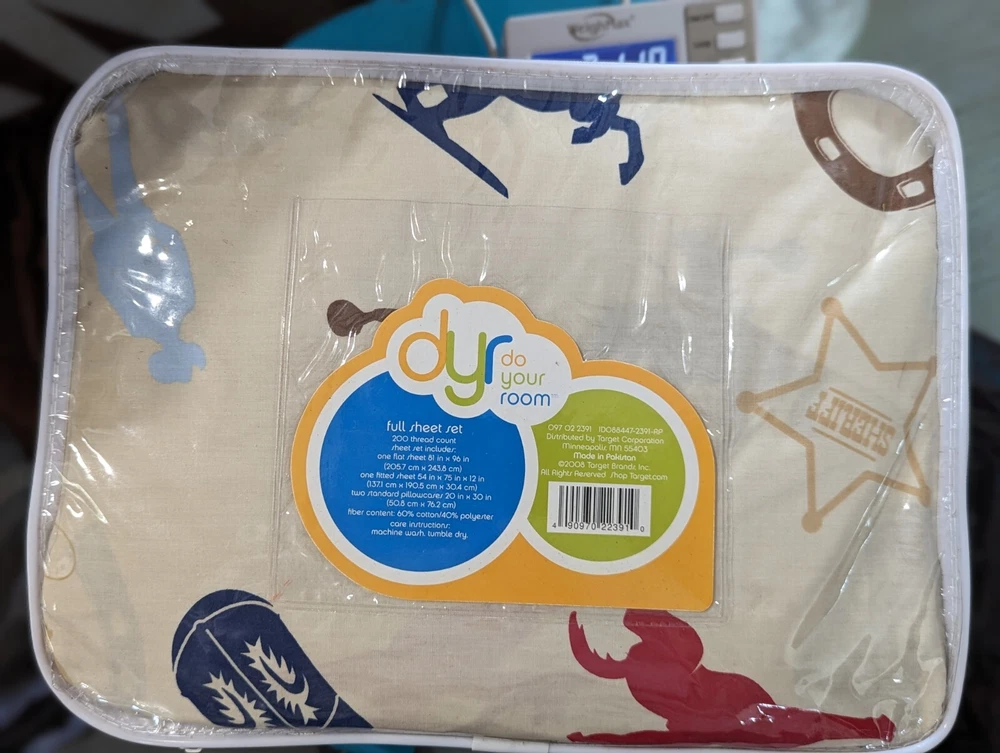 weighmax
dyr do
your
room™
full sheet set
200 thread count
sheet set includes:
one flat sheet 81 in x 96 in
(205.7 cm x 243.8 cm)
one fitted sheet 54 in x 75 in x 12 in
(137.1 cm x 190.5 cm x 30.4 cm)
two standard pillowcases 20 in x 30 in
(50.8 cm x 76.2 cm)
fiber content: 60% cotton/40% polyester
care instructions:
machine wash. tumble dry.
097 02 2391 ID088447-2391-AP
Distributed by Target Corporation
Minneapolis, MN 55403
Made in Pakistan
©2008 Target Brands, Inc.
All Rights Reserved Shop Target.com
4 90970 22391 0
SHERIFF